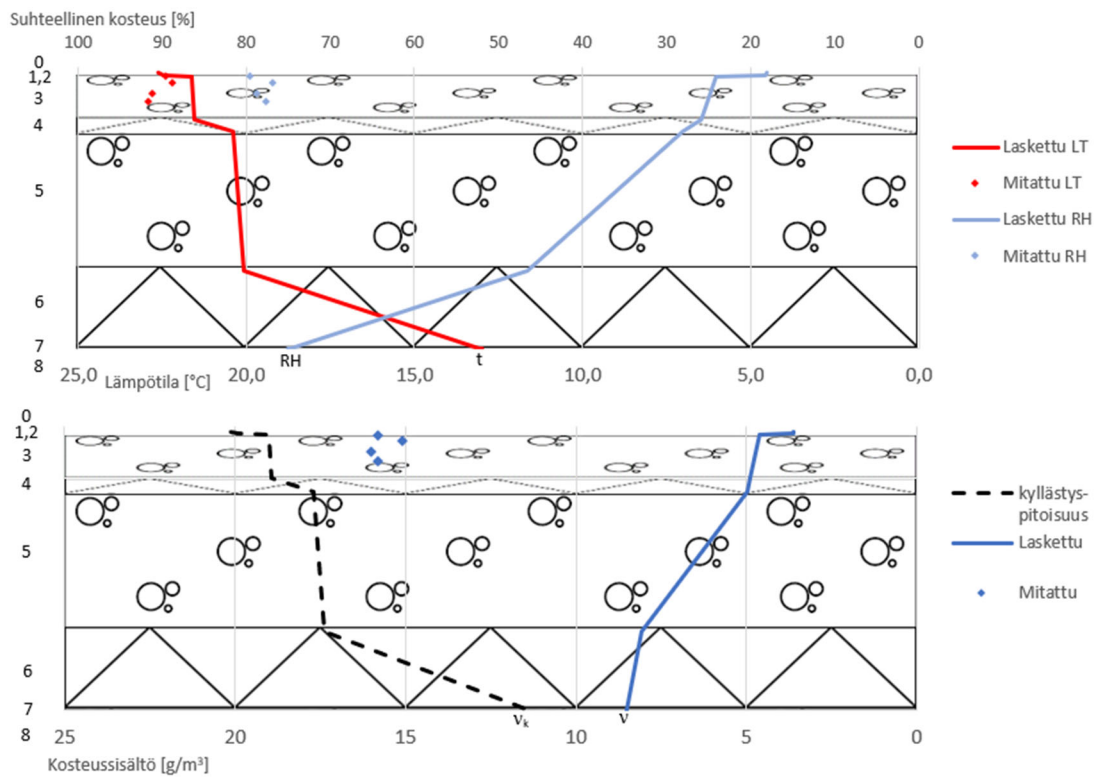 Suhteellinen kosteus [%]
100 90 80 70 60 50 40 30 20 10 0
0
1,2
3
4
5
6
7
8
RH
t
25,0 20,0 15,0 10,0 5,0 0,0
Lämpötila [°C]
Laskettu LT
Mitattu LT
Laskettu RH
Mitattu RH
0
1,2
3
4
5
6
7
8
νk
ν
25 20 15 10 5 0
Kosteussisältö [g/m³]
kyllästys-
pitoisuus
Laskettu
Mitattu